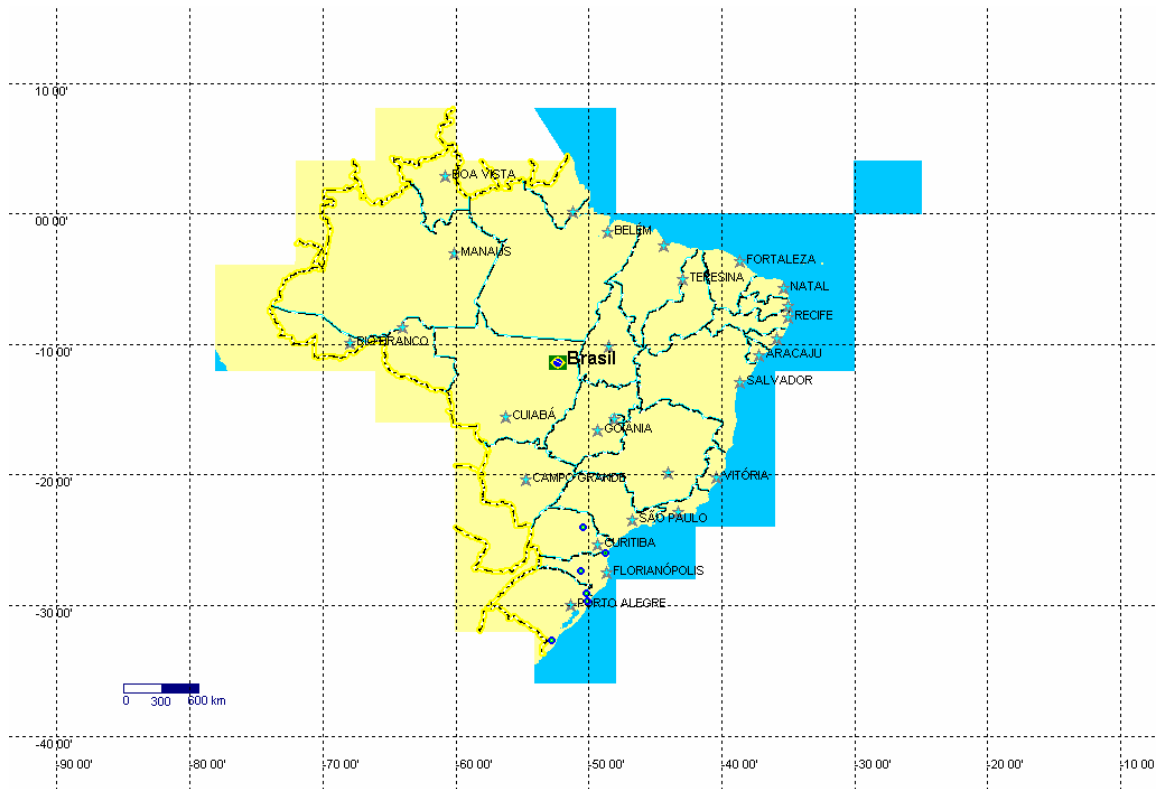 10 00'
BOA VISTA
00 00'
BELÉM
MANAUS
FORTALEZA
TERESINA
NATAL
RECIFE
RIO BRANCO
-10 00'
Brasil
ARACAJU
SALVADOR
CUIABÁ
GOIÂNIA
-20 00'
CAMPO GRANDE
VITÓRIA
SÃO PAULO
CURITIBA
FLORIANÓPOLIS
-30 00'
PORTO ALEGRE
0 300 600 km
-40 00'
-90 00' -80 00' -70 00' -60 00' -50 00' -40 00' -30 00' -20 00' -10 00'